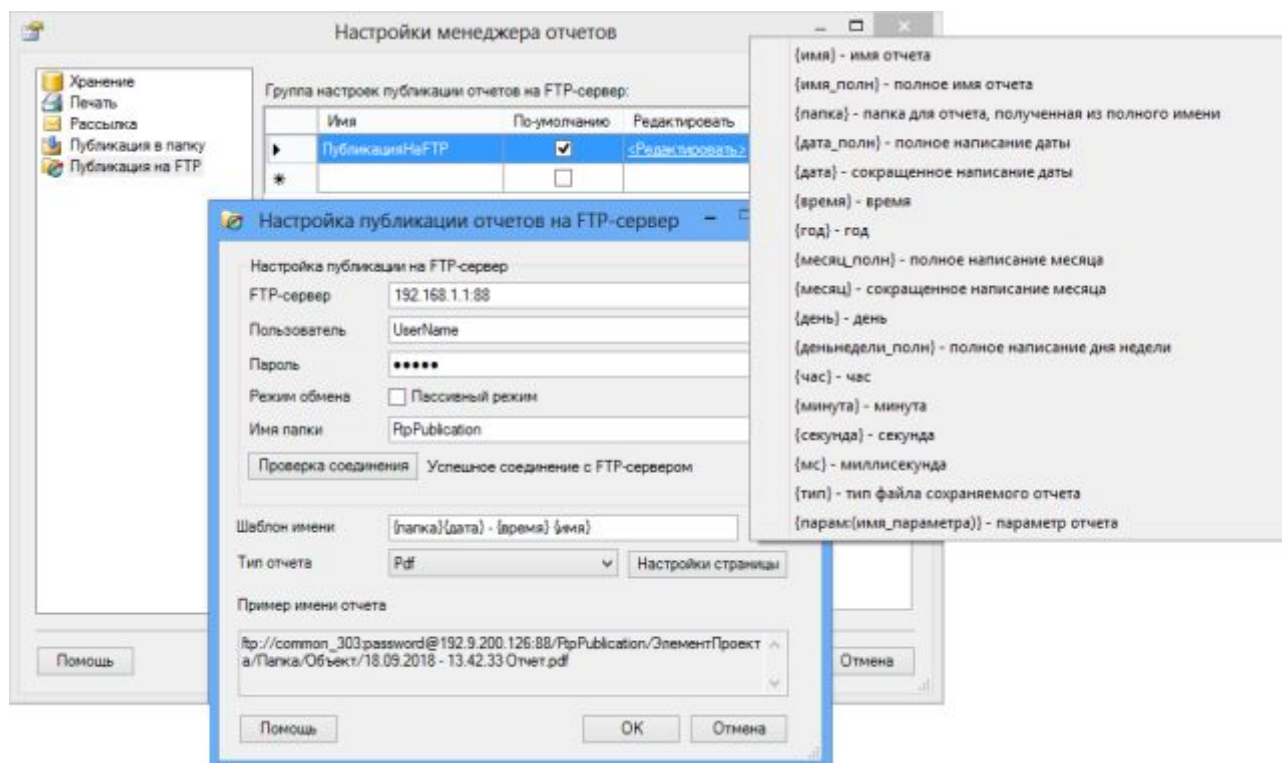 Настройки менеджера отчетов
Хранение
Печать
Рассылка
Публикация в папку
Публикация на FTP
Группа настроек публикации отчетов на FTP-сервер:
Имя По-умолчанию Редактировать
ПубликацияНаFTP <Редактировать>
Настройка публикации отчетов на FTP-сервер
Настройка публикации на FTP-сервер
FTP-сервер 192.168.1.1:88
Пользователь UserName
Пароль •••••
Режим обмена Пассивный режим
Имя папки RpPublication
Проверка соединения Успешное соединение с FTP-сервером
Шаблон имени {папка}{дата} - {время} {имя}
Тип отчета Pdf Настройки страницы
Пример имени отчета
ftp://common_303:password@192.9.200.126:88/RpPublication/ЭлементПроект
а/Папка/Объект/18.09.2018 - 13.42.33 Отчет.pdf
Помощь ОК Отмена
Помощь Отмена
{имя} - имя отчета
{имя_полн} - полное имя отчета
{папка} - папка для отчета, полученная из полного имени
{дата_полн} - полное написание даты
{дата} - сокращенное написание даты
{время} - время
{год} - год
{месяц_полн} - полное написание месяца
{месяц} - сокращенное написание месяца
{день} - день
{деньнедели_полн} - полное написание дня недели
{час} - час
{минута} - минута
{секунда} - секунда
{мс} - миллисекунда
{тип} - тип файла сохраняемого отчета
{парам:(имя_параметра)} - параметр отчета